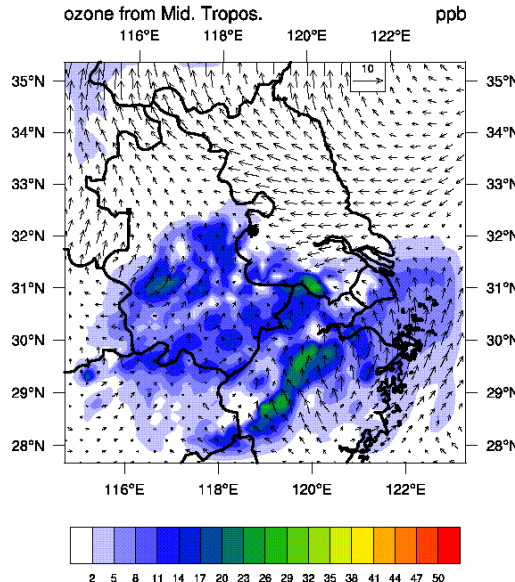 ozone from Mid. Tropos. ppb
116°E 118°E 120°E 122°E
10
35°N 35°N
34°N 34°N
33°N 33°N
32°N 32°N
31°N 31°N
30°N 30°N
29°N 29°N
28°N 28°N
116°E 118°E 120°E 122°E
2 5 8 11 14 17 20 23 26 29 32 35 38 41 44 47 50